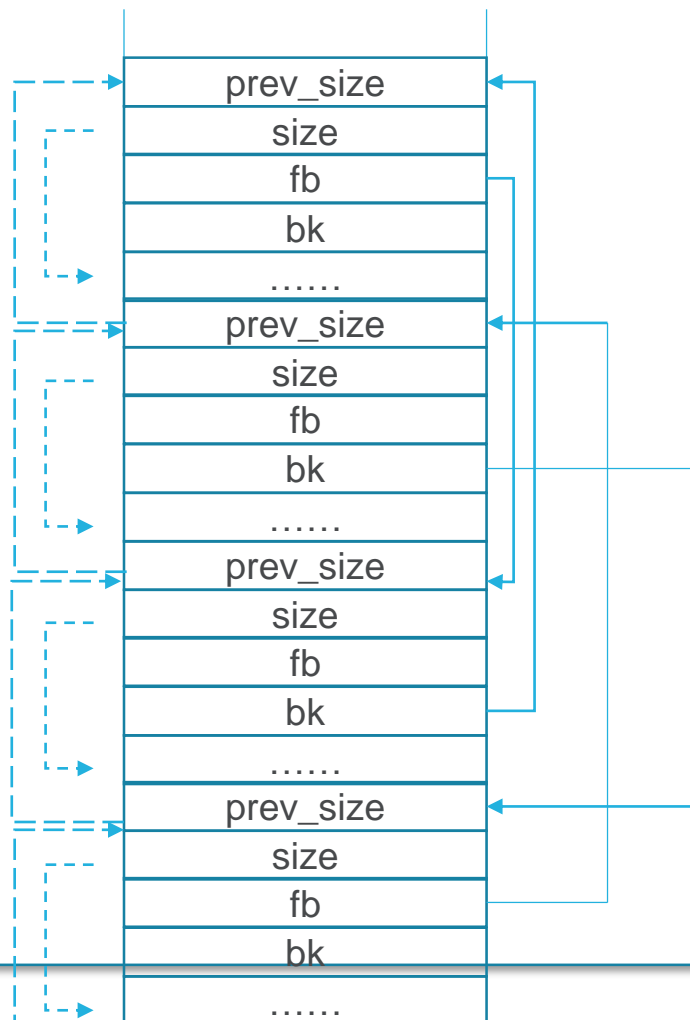 prev_size
size
fb
bk
......
prev_size
size
fb
bk
......
prev_size
size
fb
bk
......
prev_size
size
fb
bk
......